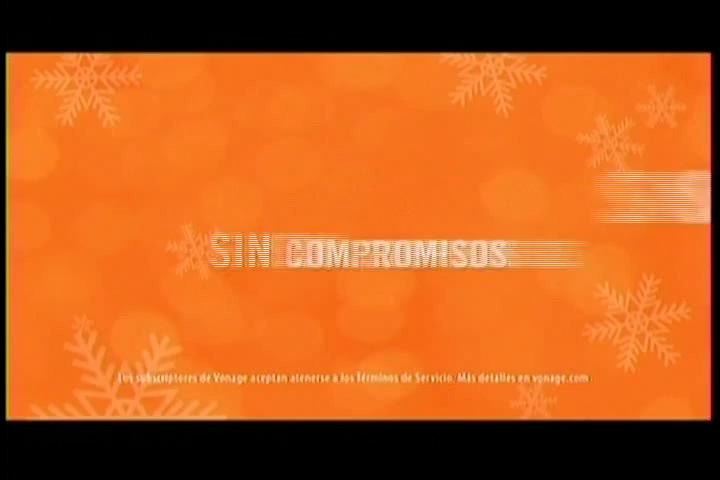 SIN COMPROMISOS
Los subscriptores de Vonage aceptan atenerse a los Términos de Servicio. Más detalles en vonage.com